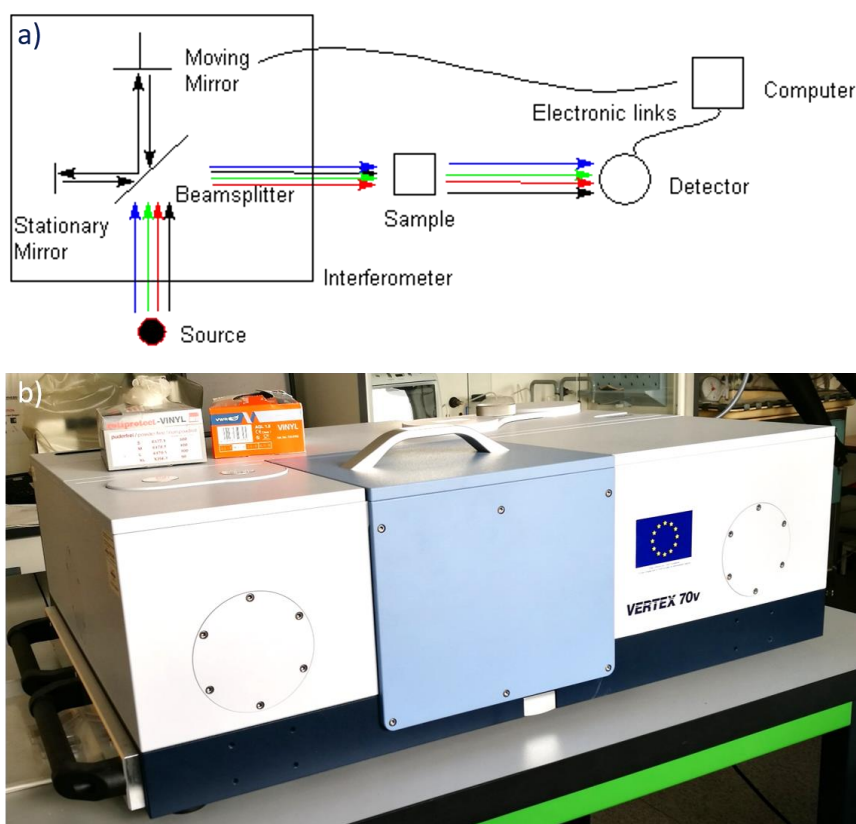 a)
Moving
Mirror
Computer
Electronic links
Beamsplitter
Sample
Detector
Stationary
Mirror
Interferometer
Source
b)
VINYL
VINYL
VERTEX 70v